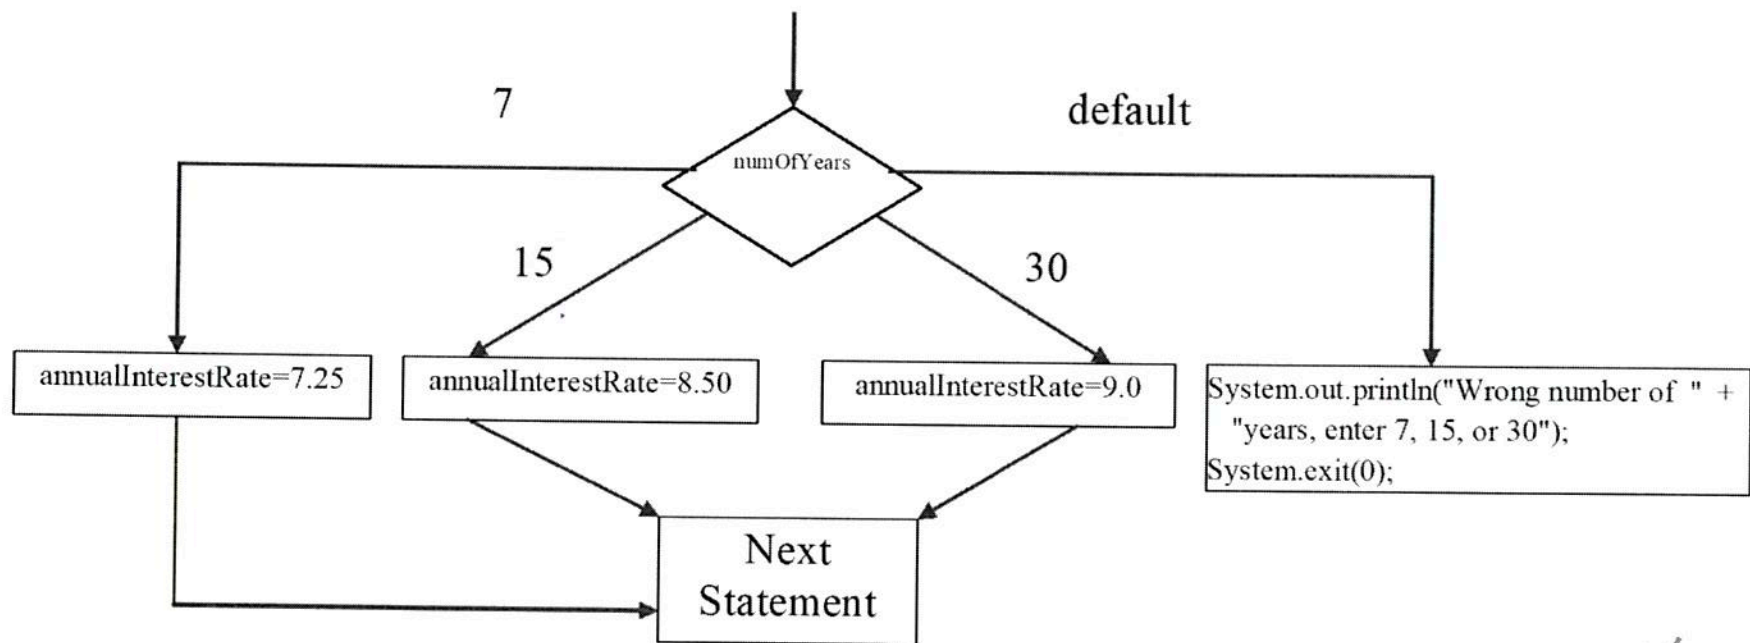 7
default
numOfYears
15
30
annualInterestRate=7.25
annualInterestRate=8.50
annualInterestRate=9.0
System.out.println("Wrong number of " +
"years, enter 7, 15, or 30");
System.exit(0);
Next
Statement